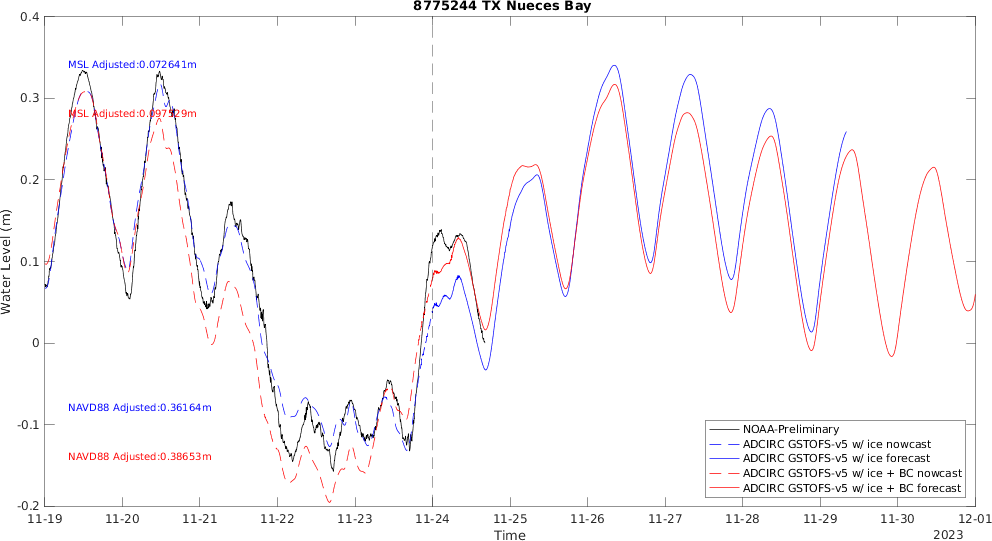 8775244 TX Nueces Bay
0.4
0.3
0.2
0.1
0
-0.1
-0.2
Water Level (m)
MSL Adjusted:0.072641m
MSL Adjusted:0.097529m
NAVD88 Adjusted:0.36164m
NAVD88 Adjusted:0.38653m
NOAA-Preliminary
ADCIRC GSTOFS-v5 w/ ice nowcast
ADCIRC GSTOFS-v5 w/ ice forecast
ADCIRC GSTOFS-v5 w/ ice + BC nowcast
ADCIRC GSTOFS-v5 w/ ice + BC forecast
11-19 11-20 11-21 11-22 11-23 11-24 11-25 11-26 11-27 11-28 11-29 11-30 12-01
Time
2023